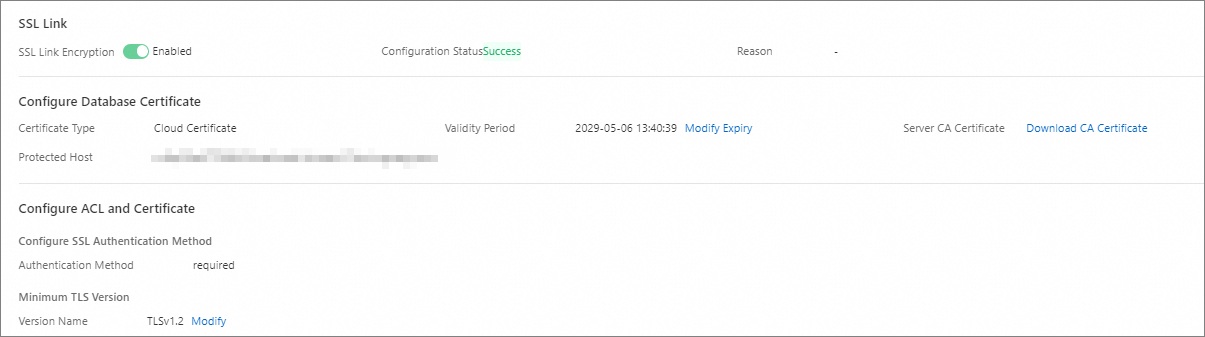 SSL Link
SSL Link Encryption Enabled Configuration Status Success Reason -
Configure Database Certificate
Certificate Type Cloud Certificate Validity Period 2029-05-06 13:40:39 Modify Expiry Server CA Certificate Download CA Certificate
Protected Host
Configure ACL and Certificate
Configure SSL Authentication Method
Authentication Method required
Minimum TLS Version
Version Name TLSv1.2 Modify